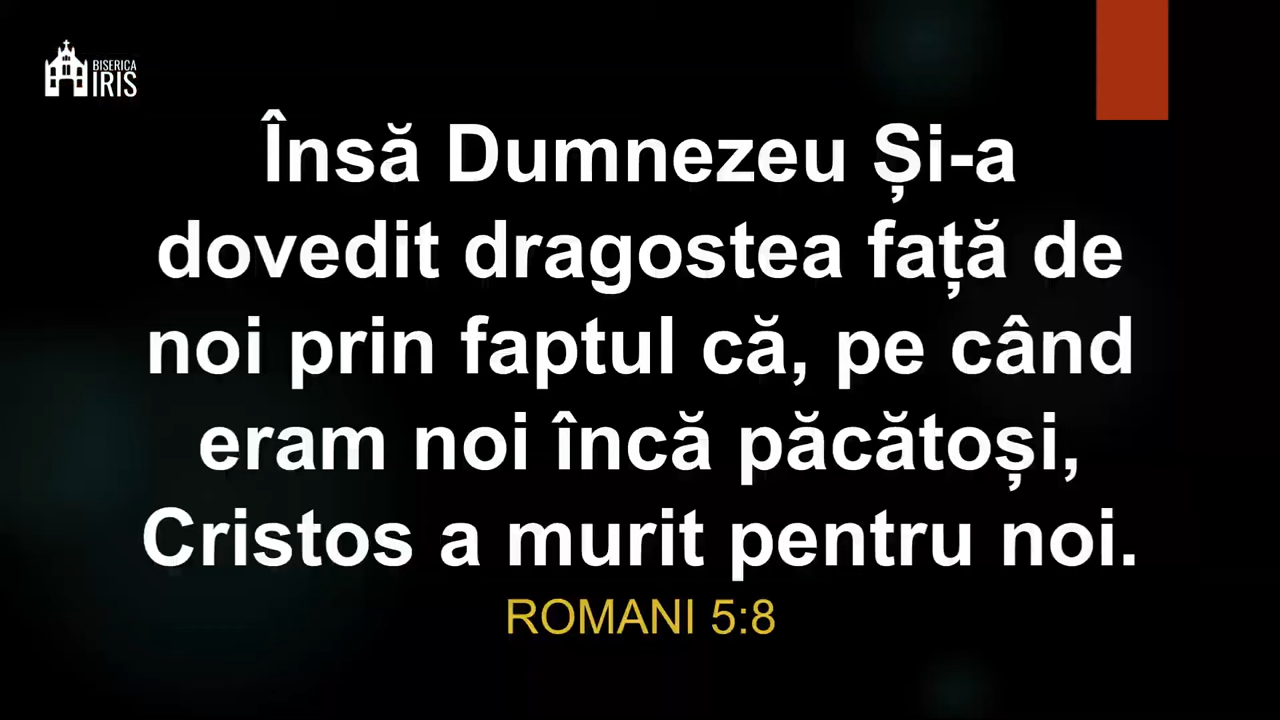 BISERICA
IRIS
Însă Dumnezeu Și-a
dovedit dragostea față de
noi prin faptul că, pe când
eram noi încă păcătoși,
Cristos a murit pentru noi.
ROMANI 5:8